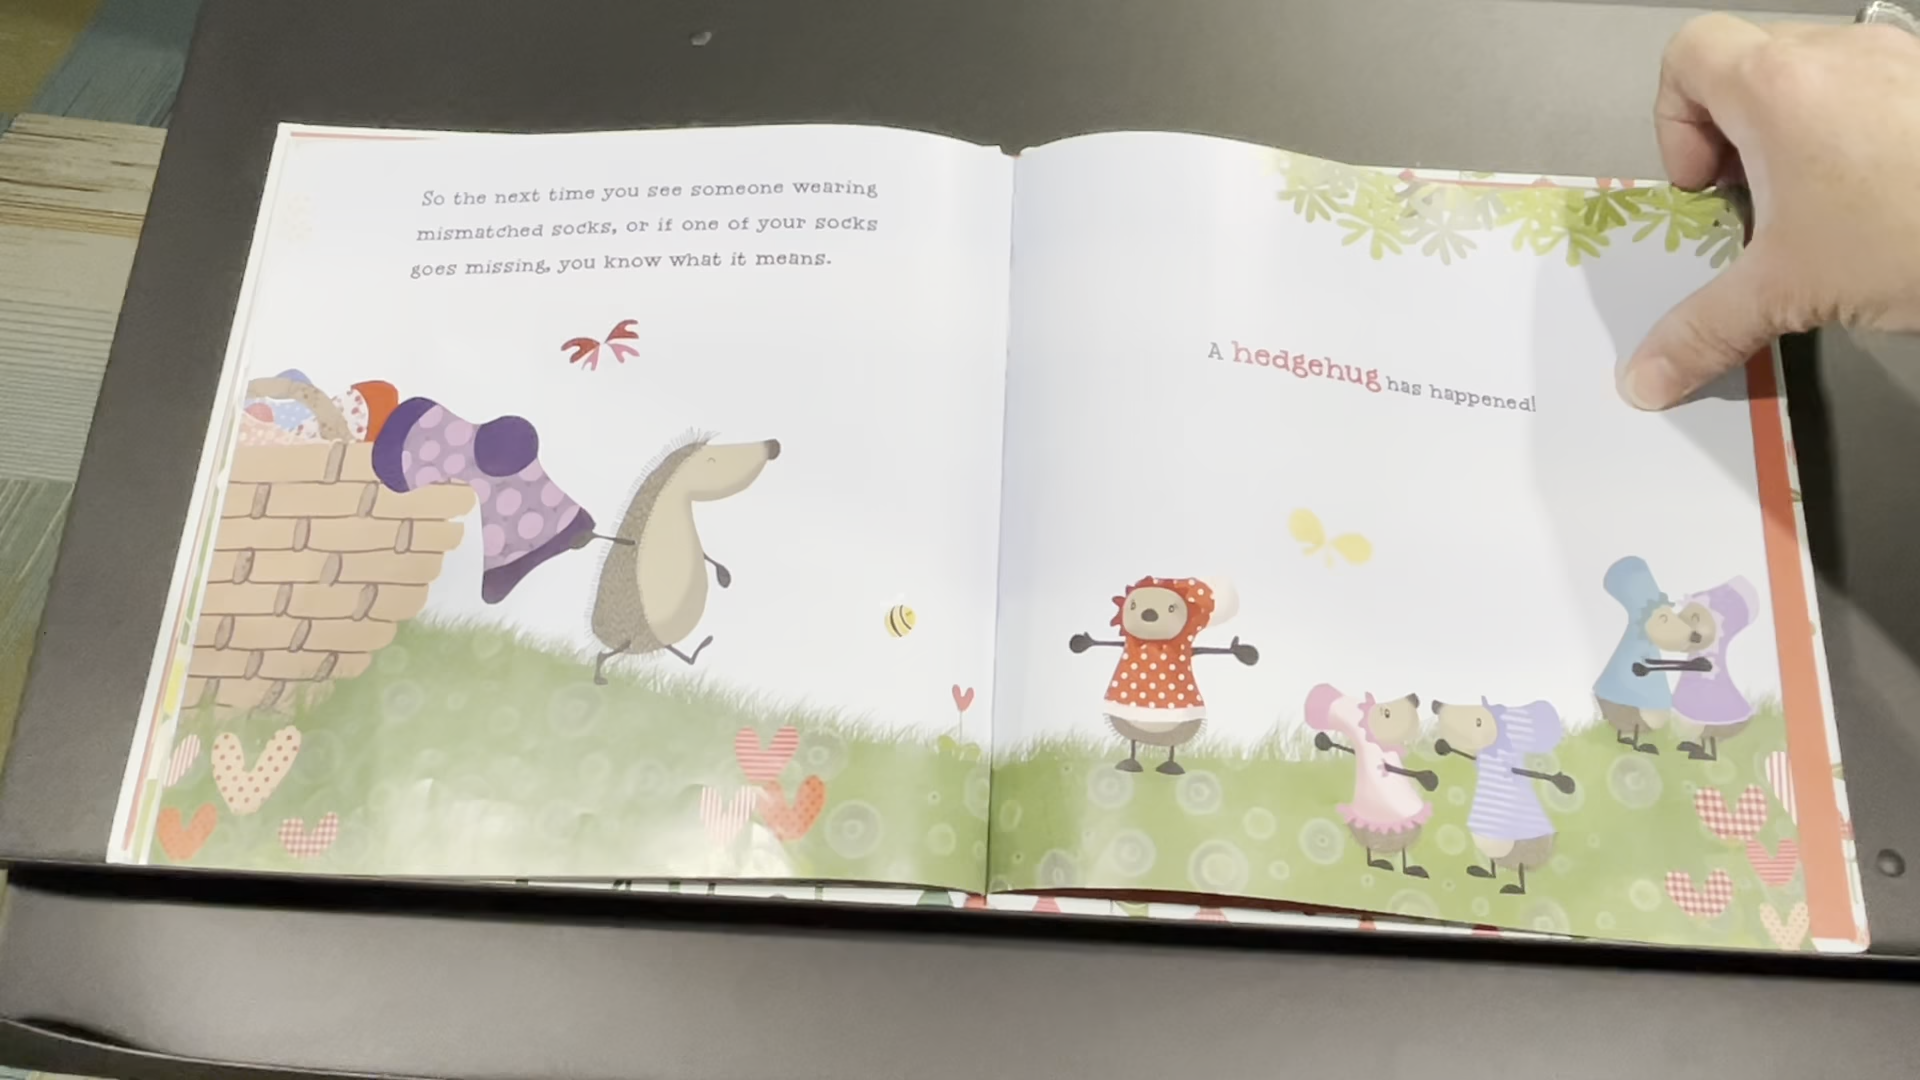 So the next time you see someone wearing
mismatched socks, or if one of your socks
goes missing, you know what it means.
A hedgehug has happened!